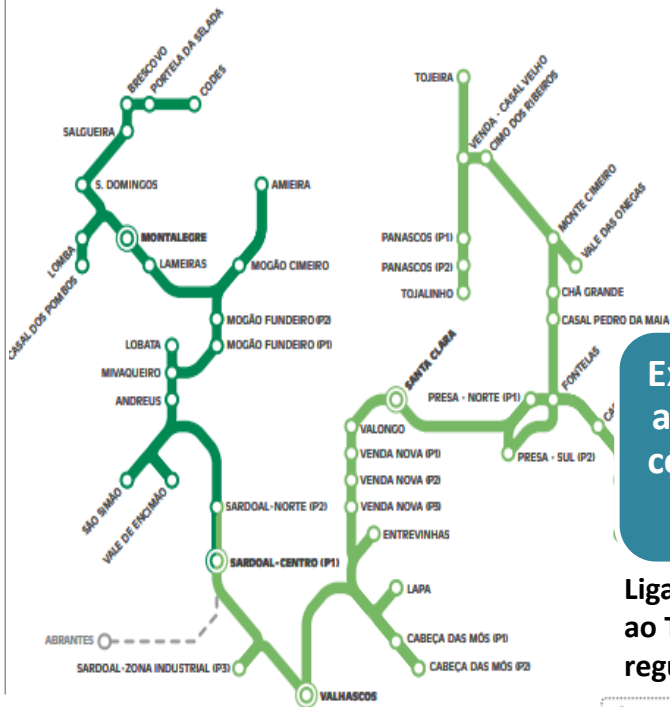 BRESCOVO
PORTELA DA SELADA
CODES
SALGUEIRA
S. DOMINGOS
AMIEIRA
MONTALEGRE
LOMBA
CASAL DOS POMBOS
LAMEIRAS
MOGÃO CIMEIRO
MOGÃO FUNDEIRO (P2)
MOGÃO FUNDEIRO (P1)
LOBATA
MIVAQUEIRO
ANDREUS
SÃO SIMÃO
VALE DE ENCIMÃO
SARDOAL-NORTE (P2)
SARDOAL-CENTRO (P1)
ABRANTES
SARDOAL-ZONA INDUSTRIAL (P3)
VALHASCOS
TOJEIRA
VENDA - CASAL VELHO
CIMO DOS RIBEIROS
MONTE CIMEIRO
VALE DAS ONEGAS
PANASCOS (P1)
PANASCOS (P2)
TOJALINHO
CHÃ GRANDE
CASAL PEDRO DA MAIA
FONTELAS
SANTA CLARA
PRESA - NORTE (P1)
PRESA - SUL (P2)
VALONGO
VENDA NOVA (P1)
VENDA NOVA (P2)
VENDA NOVA (P3)
ENTREVINHAS
LAPA
CABEÇA DAS MÓS (P1)
CABEÇA DAS MÓS (P2)
Liga
ao T
regu